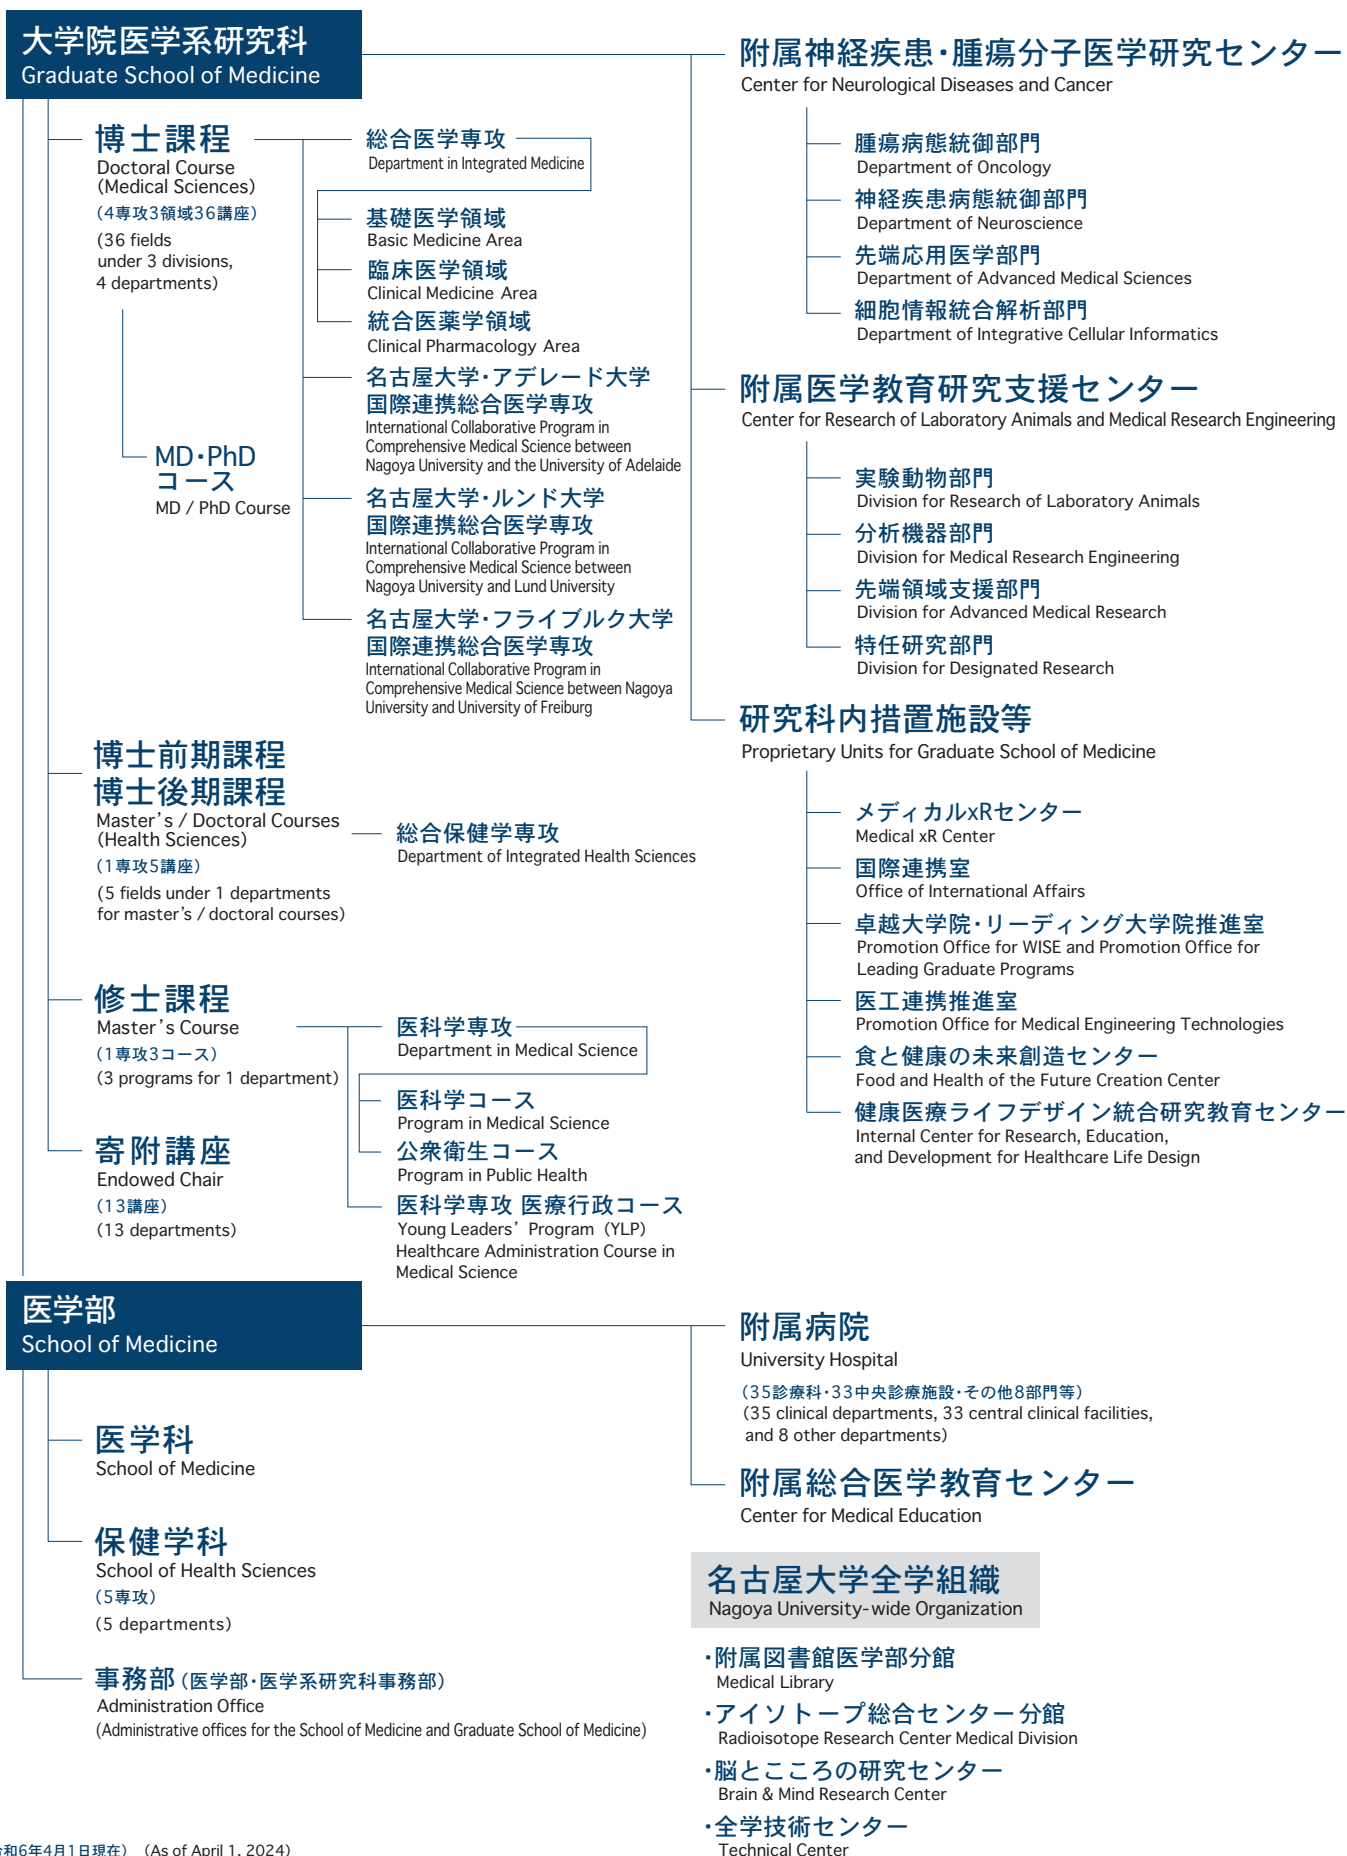 大学院医学系研究科
Graduate School of Medicine
博士課程
Doctoral Course
(Medical Sciences)
(4専攻3領域36講座)
(36 fields
under 3 divisions,
4 departments)
MD・PhD
コース
MD / PhD Course
総合医学専攻
Department in Integrated Medicine
基礎医学領域
Basic Medicine Area
臨床医学領域
Clinical Medicine Area
統合医薬学領域
Clinical Pharmacology Area
名古屋大学・アデレード大学
国際連携総合医学専攻
International Collaborative Program in
Comprehensive Medical Science between
Nagoya University and the University of Adelaide
名古屋大学・ルンド大学
国際連携総合医学専攻
International Collaborative Program in
Comprehensive Medical Science between
Nagoya University and Lund University
名古屋大学・フライブルク大学
国際連携総合医学専攻
International Collaborative Program in
Comprehensive Medical Science between Nagoya
University and University of Freiburg
博士前期課程
博士後期課程
Master's / Doctoral Courses
(Health Sciences)
(1専攻5講座)
(5 fields under 1 departments
for master's / doctoral courses)
総合保健学専攻
Department of Integrated Health Sciences
修士課程
Master's Course
(1専攻3コース)
(3 programs for 1 department)
医科学専攻
Department in Medical Science
医科学コース
Program in Medical Science
公衆衛生コース
Program in Public Health
医科学専攻 医療行政コース
Young Leaders' Program (YLP)
Healthcare Administration Course in
Medical Science
寄附講座
Endowed Chair
(13講座)
(13 departments)
附属神経疾患・腫瘍分子医学研究センター
Center for Neurological Diseases and Cancer
腫瘍病態統御部門
Department of Oncology
神経疾患病態統御部門
Department of Neuroscience
先端応用医学部門
Department of Advanced Medical Sciences
細胞情報統合解析部門
Department of Integrative Cellular Informatics
附属医学教育研究支援センター
Center for Research of Laboratory Animals and Medical Research Engineering
実験動物部門
Division for Research of Laboratory Animals
分析機器部門
Division for Medical Research Engineering
先端領域支援部門
Division for Advanced Medical Research
特任研究部門
Division for Designated Research
研究科内措置施設等
Proprietary Units for Graduate School of Medicine
メディカルxRセンター
Medical xR Center
国際連携室
Office of International Affairs
卓越大学院・リーディング大学院推進室
Promotion Office for WISE and Promotion Office for
Leading Graduate Programs
医工連携推進室
Promotion Office for Medical Engineering Technologies
食と健康の未来創造センター
Food and Health of the Future Creation Center
健康医療ライフデザイン統合研究教育センター
Internal Center for Research, Education,
and Development for Healthcare Life Design
医学部
School of Medicine
医学科
School of Medicine
保健学科
School of Health Sciences
(5専攻)
(5 departments)
事務部(医学部・医学系研究科事務部)
Administration Office
(Administrative offices for the School of Medicine and Graduate School of Medicine)
附属病院
University Hospital
(35診療科・33中央診療施設・その他8部門等)
(35 clinical departments, 33 central clinical facilities,
and 8 other departments)
附属総合医学教育センター
Center for Medical Education
名古屋大学全学組織
Nagoya University-wide Organization
・附属図書館医学部分館
Medical Library
・アイソトープ総合センター分館
Radioisotope Research Center Medical Division
・脳とこころの研究センター
Brain & Mind Research Center
・全学技術センター
Technical Center
和6年4月1日現在) (As of April 1, 2024)